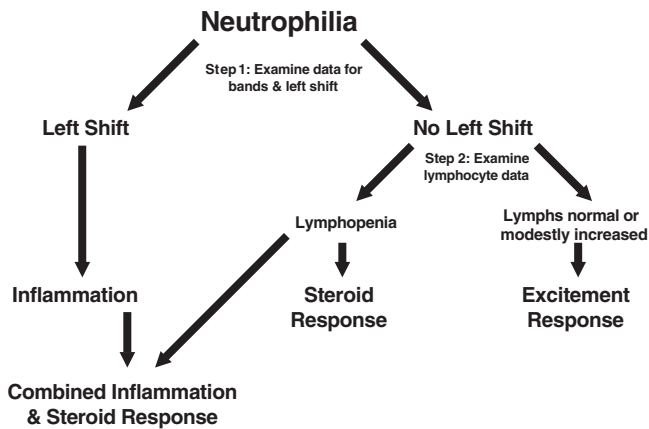 Neutrophilia
Step 1: Examine data for
bands & left shift
Left Shift
No Left Shift
Step 2: Examine
lymphocyte data
Lymphopenia
Lymphs normal or
modestly increased
Inflammation
Steroid
Response
Excitement
Response
Combined Inflammation
& Steroid Response